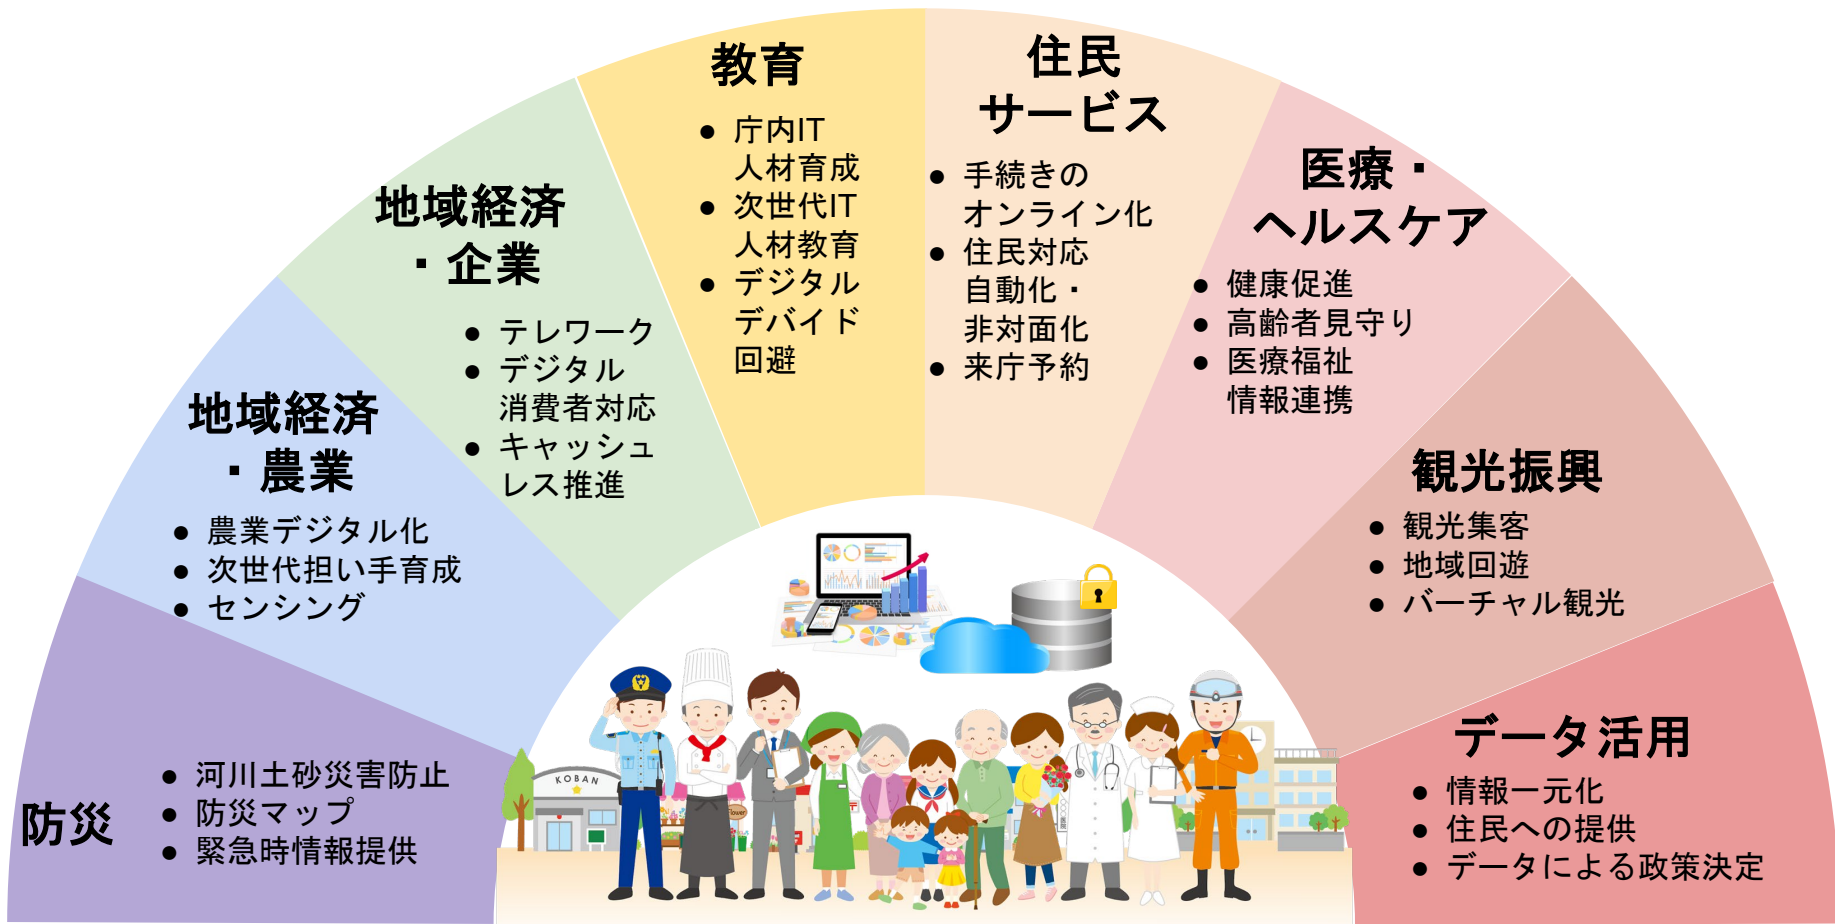 防災
● 河川土砂災害防止
● 防災マップ
● 緊急時情報提供
地域経済
・農業
● 農業デジタル化
● 次世代担い手育成
● センシング
地域経済
・企業
● テレワーク
● デジタル
消費者対応
● キャッシュ
レス推進
教育
● 庁内IT
人材育成
● 次世代IT
人材教育
● デジタル
デバイド
回避
住民
サービス
● 手続きの
オンライン化
● 住民対応
自動化・
非対面化
● 来庁予約
医療・
ヘルスケア
● 健康促進
● 高齢者見守り
● 医療福祉
情報連携
観光振興
● 観光集客
● 地域回遊
● バーチャル観光
データ活用
● 情報一元化
● 住民への提供
● データによる政策決定
KOBAN
Flower
医院